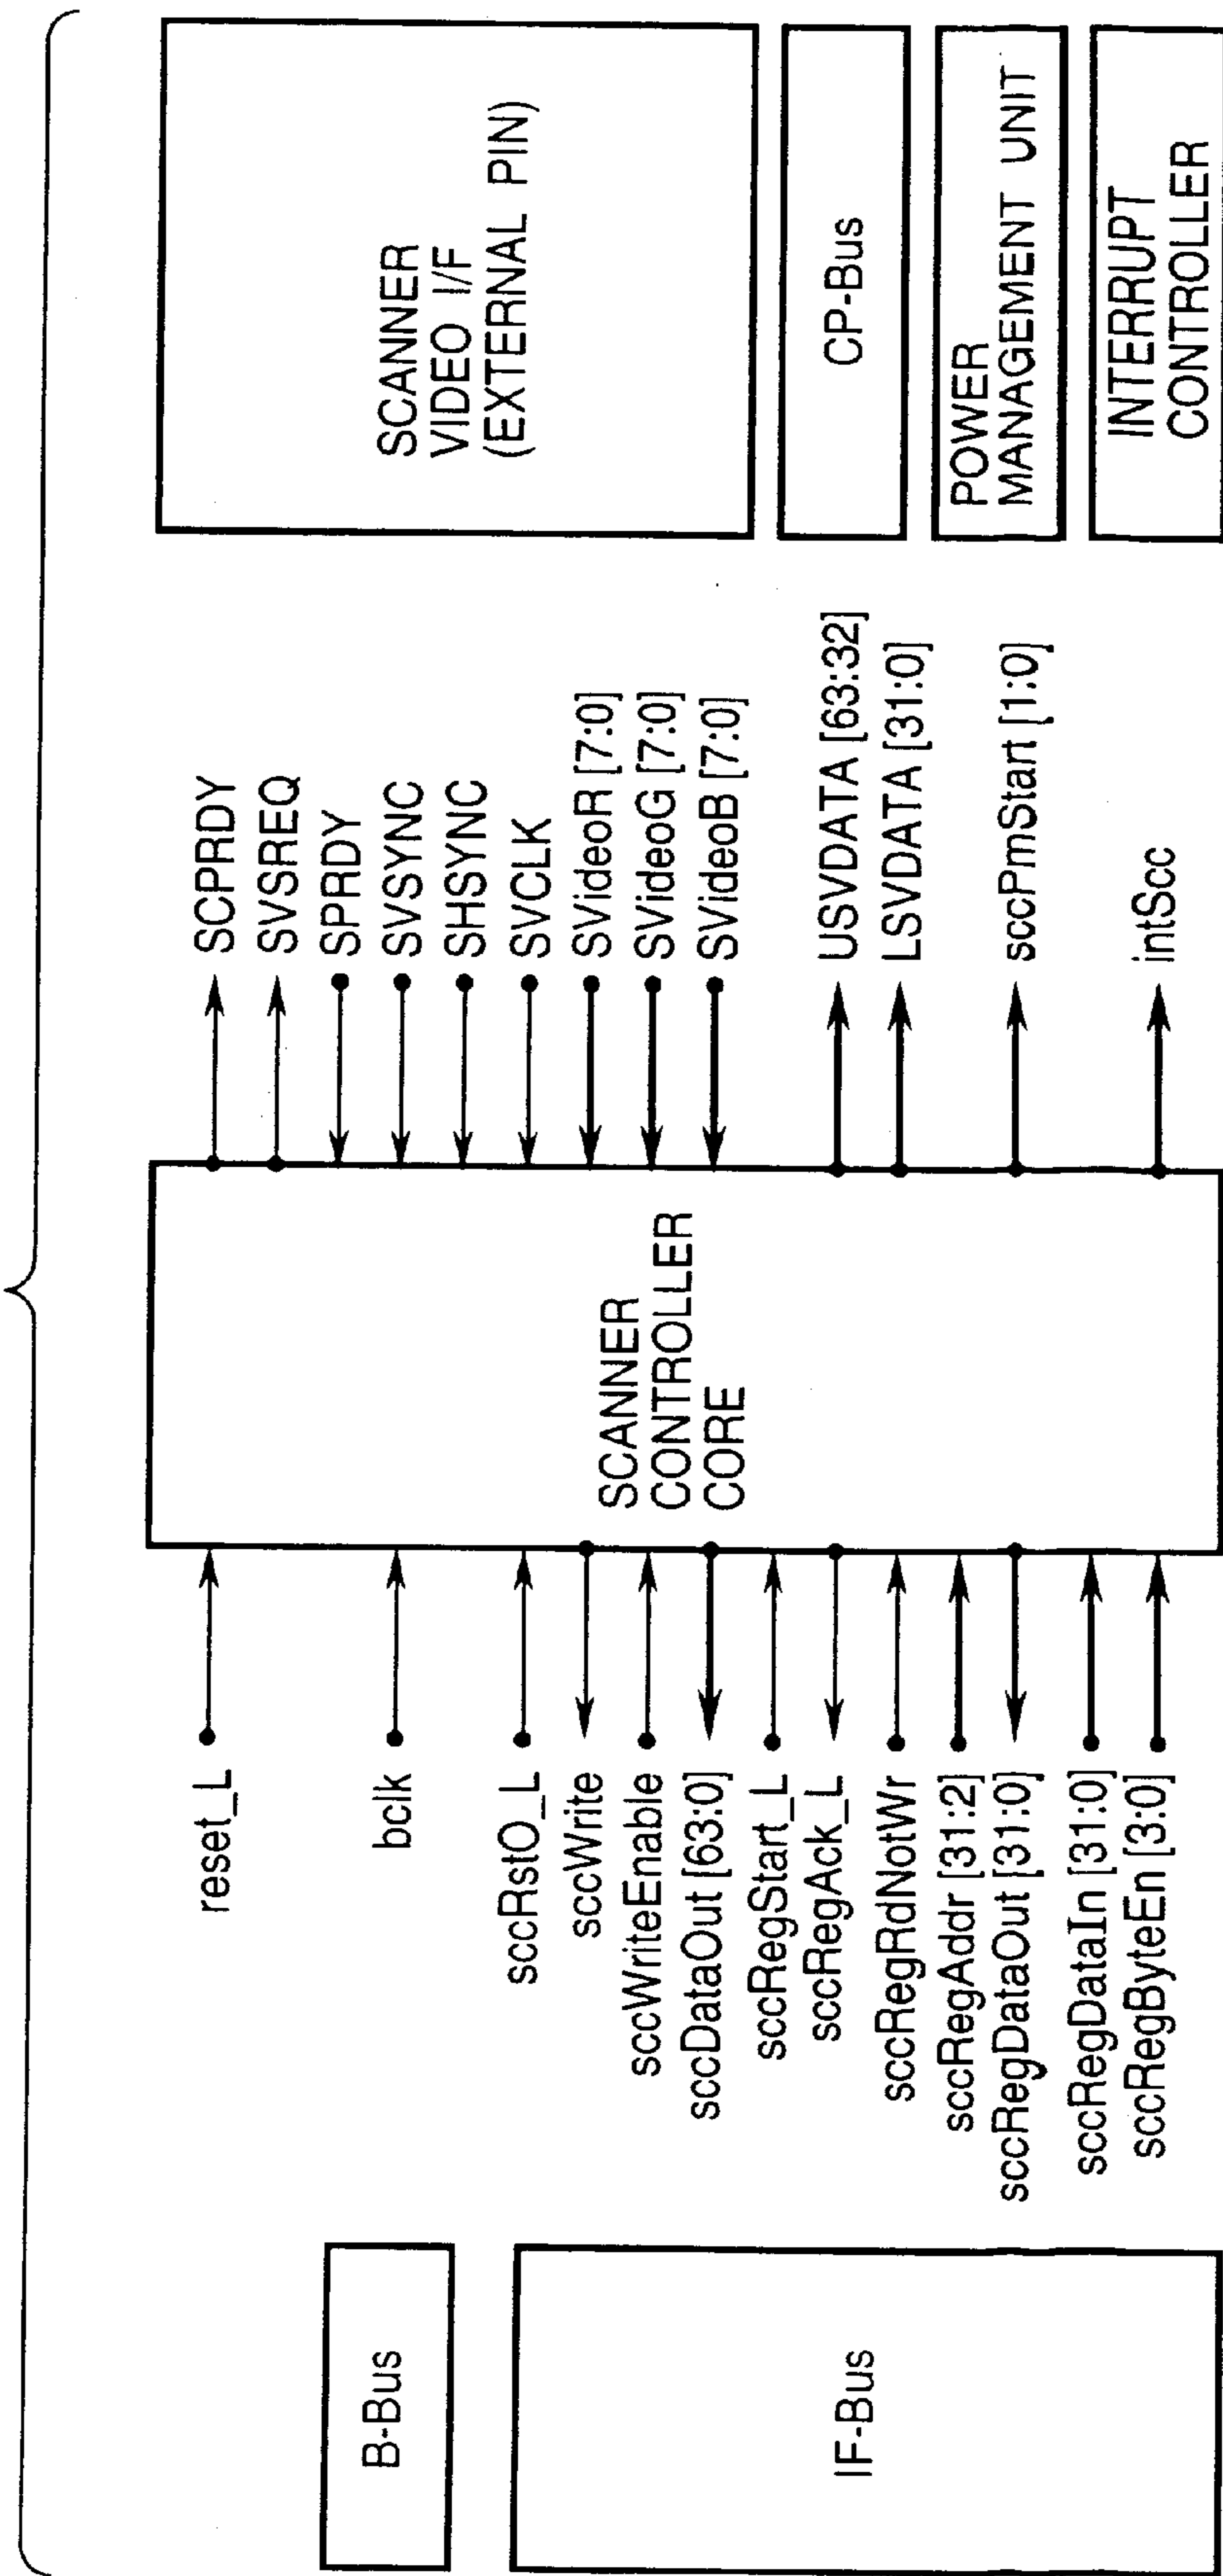 B-Bus
IF-Bus
reset_L
bclk
sccRstO_L
sccWrite
sccWriteEnable
sccDataOut [63:0]
sccRegStart_L
sccRegAck_L
sccRegRdNotWr
sccRegAddr [31:2]
sccRegDataOut [31:0]
sccRegDataIn [31:0]
sccRegByteEn [3:0]
SCANNER
CONTROLLER
CORE
SCPRDY
SVSREQ
SPRDY
SVSYNC
SHSYNC
SVCLK
SVideoR [7:0]
SVideoG [7:0]
SVideoB [7:0]
USVDATA [63:32]
LSVDATA [31:0]
sccPmStart [1:0]
intScc
SCANNER
VIDEO I/F
(EXTERNAL PIN)
CP-Bus
POWER
MANAGEMENT UNIT
INTERRUPT
CONTROLLER